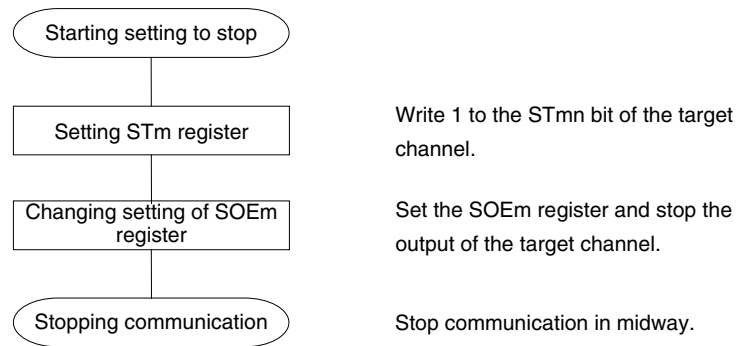 Starting setting to stop
Setting STm register
Write 1 to the STmn bit of the target
channel.
Changing setting of SOEm
register
Set the SOEm register and stop the
output of the target channel.
Stopping communication
Stop communication in midway.